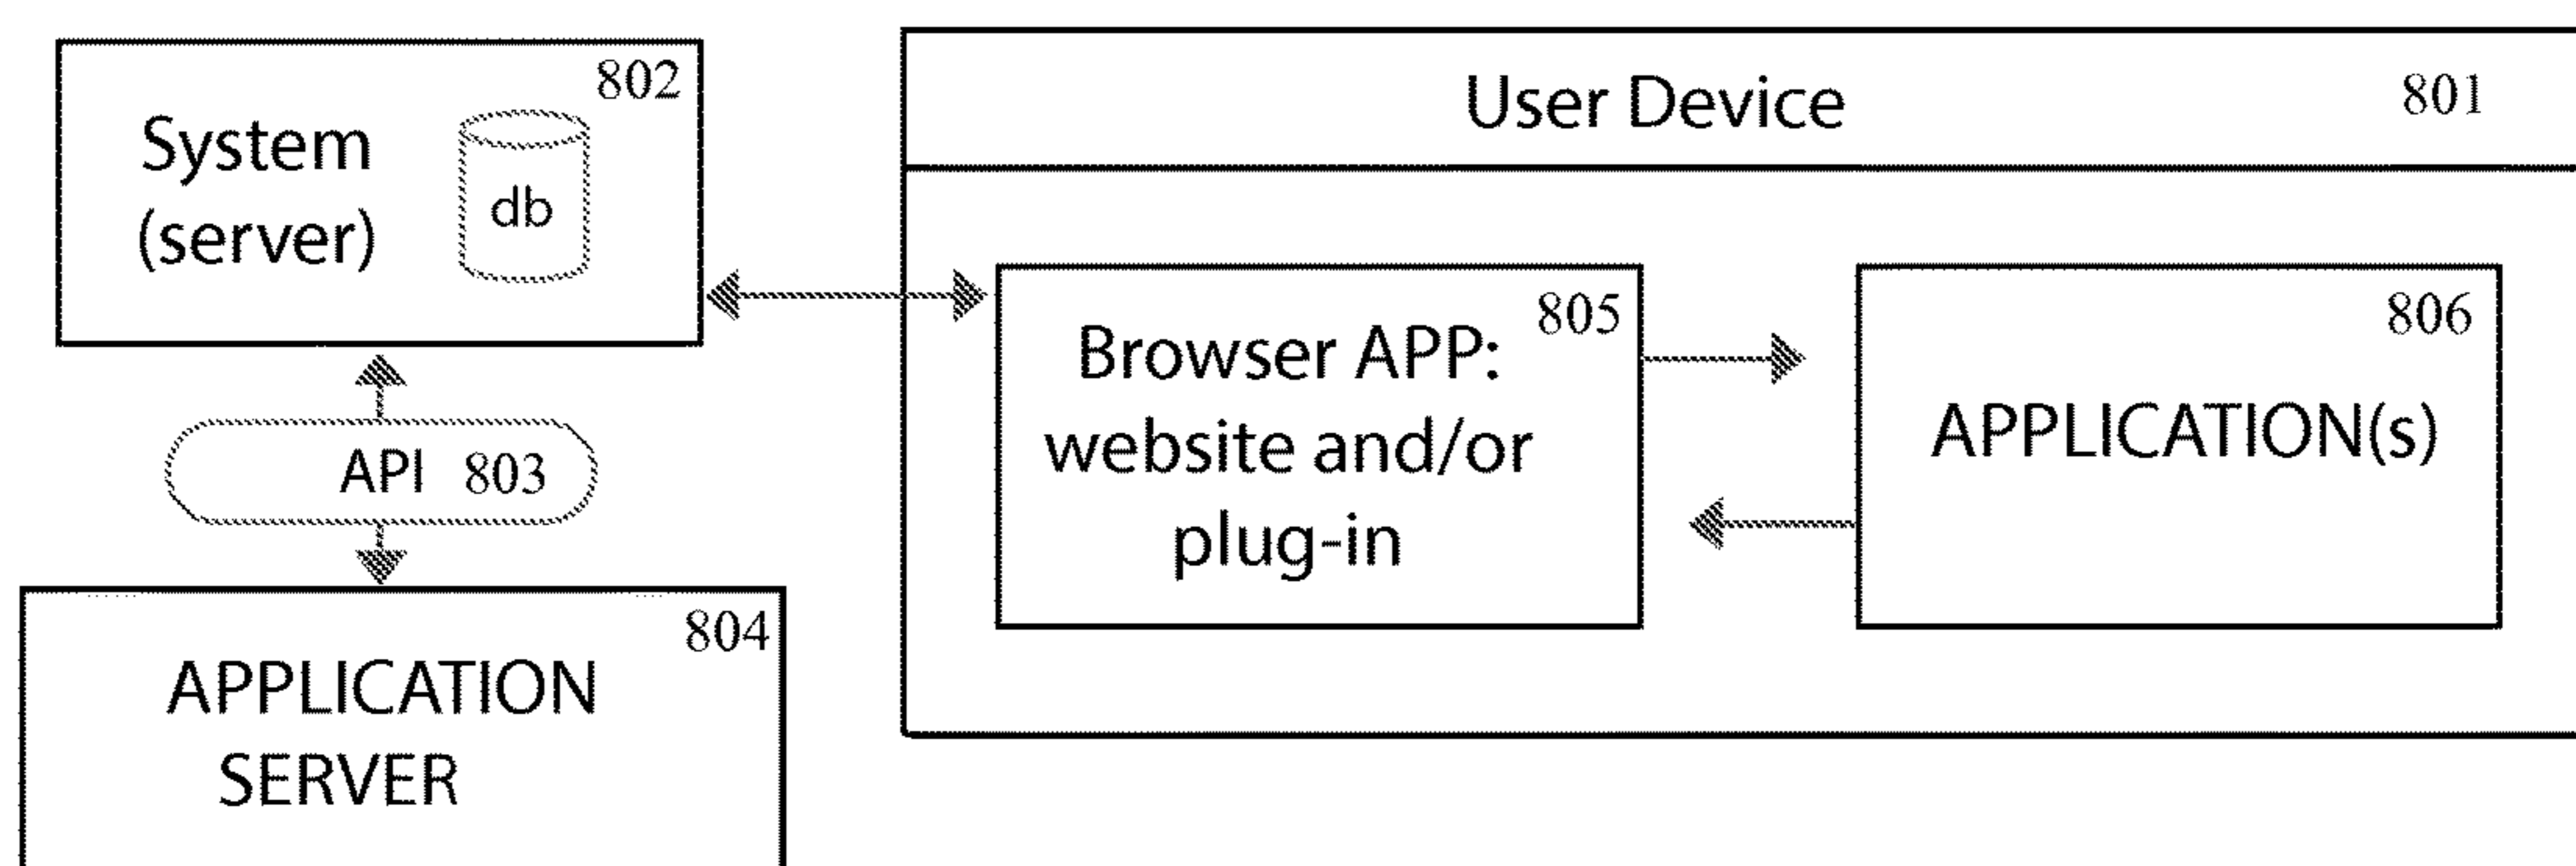 802
System
(server)
db
API 803
804
APPLICATION
SERVER
User Device 801
805
Browser APP:
website and/or
plug-in
806
APPLICATION(s)